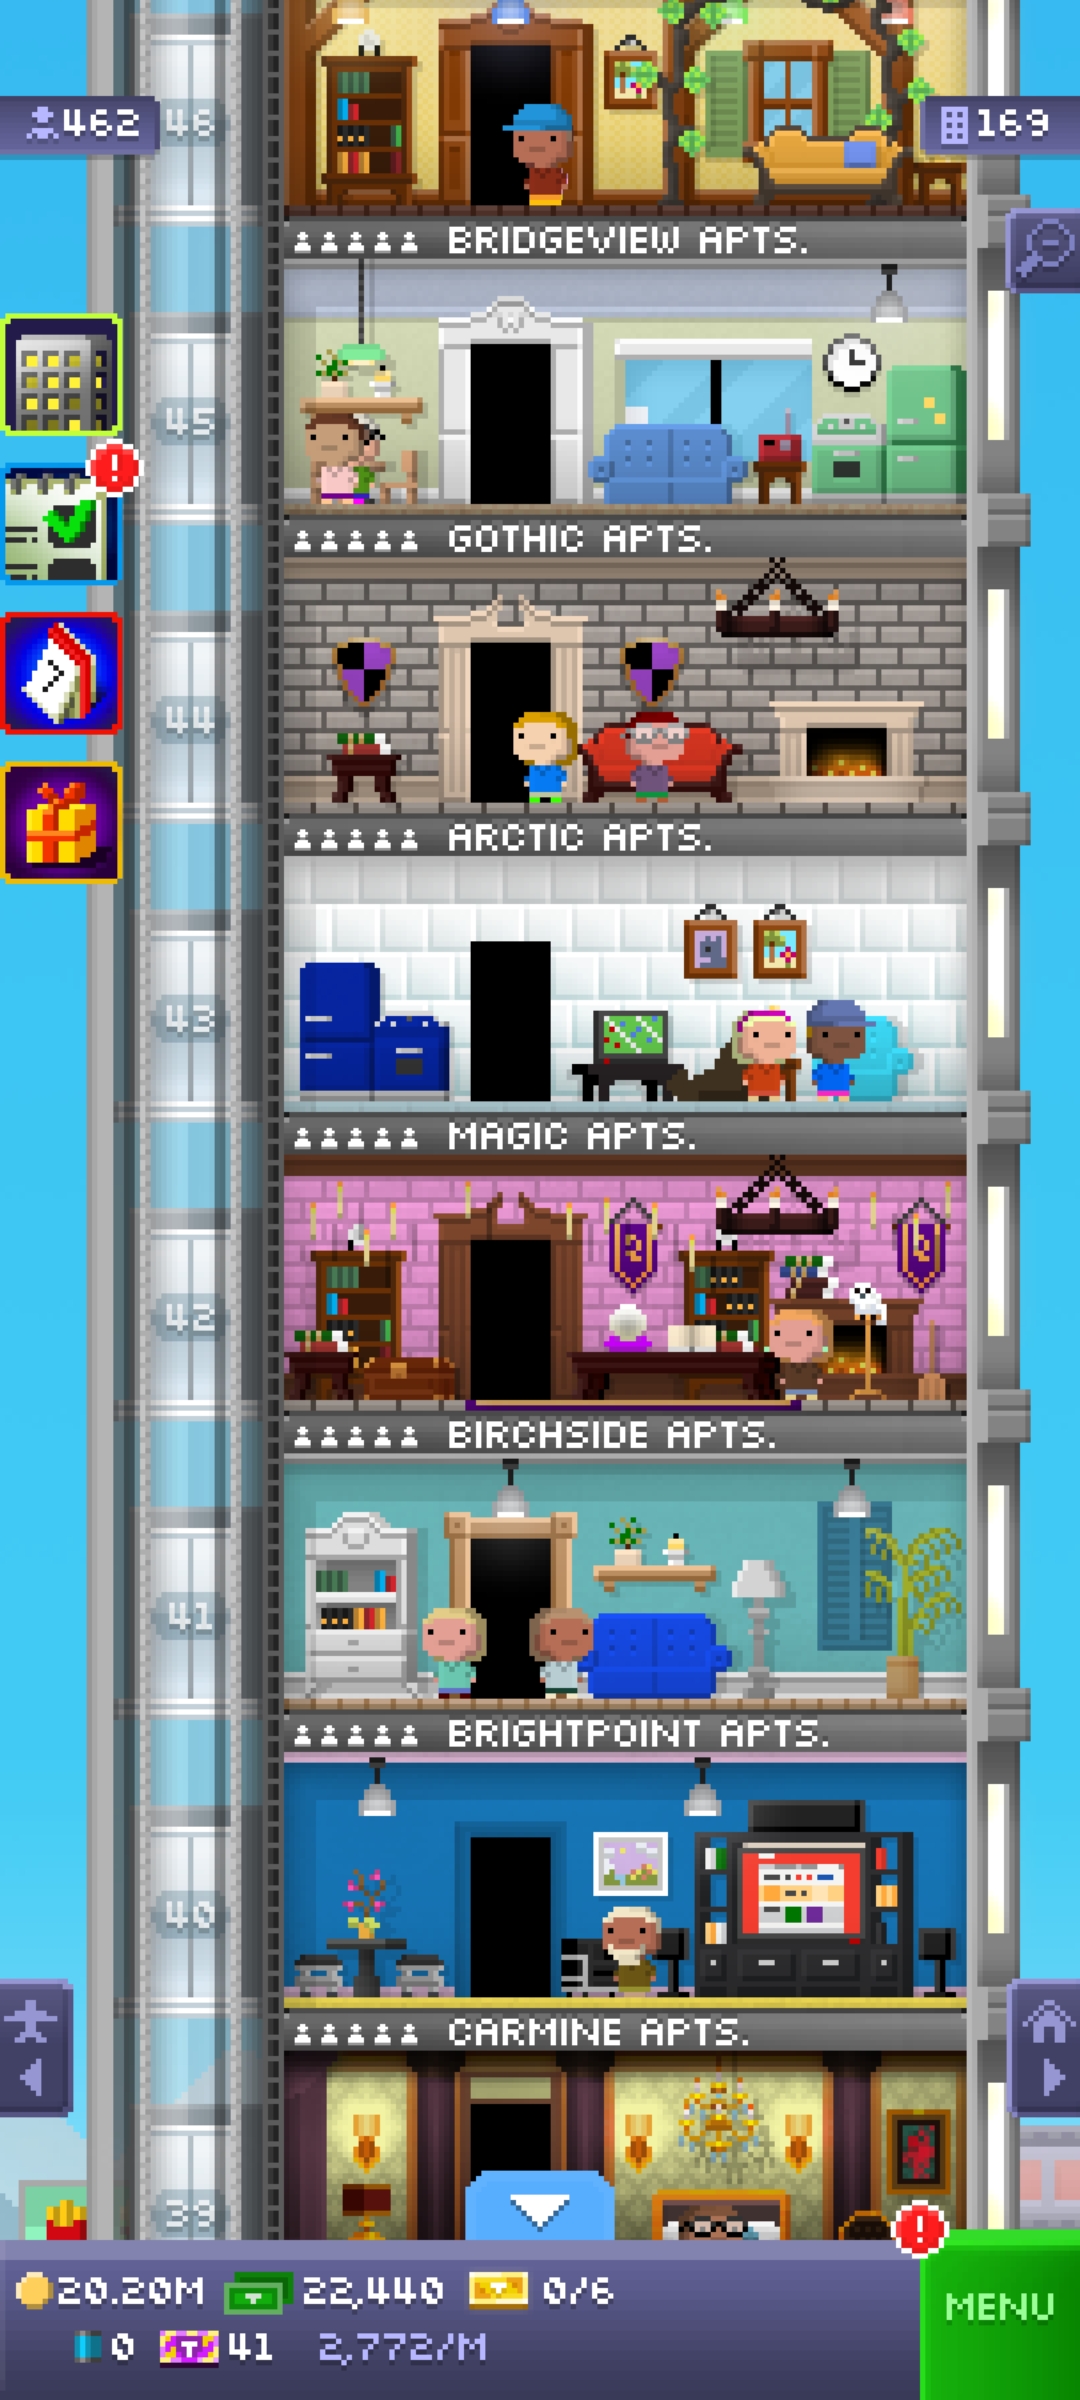 462
46
169
BRIDGEVIEW APTS.
45
GOTHIC APTS.
44
ARCTIC APTS.
43
MAGIC APTS.
42
BIRCHSIDE APTS.
41
BRIGHTPOINT APTS.
40
CARMINE APTS.
39
20.20M 22,440 0/6
0 41 2,772/M
MENU